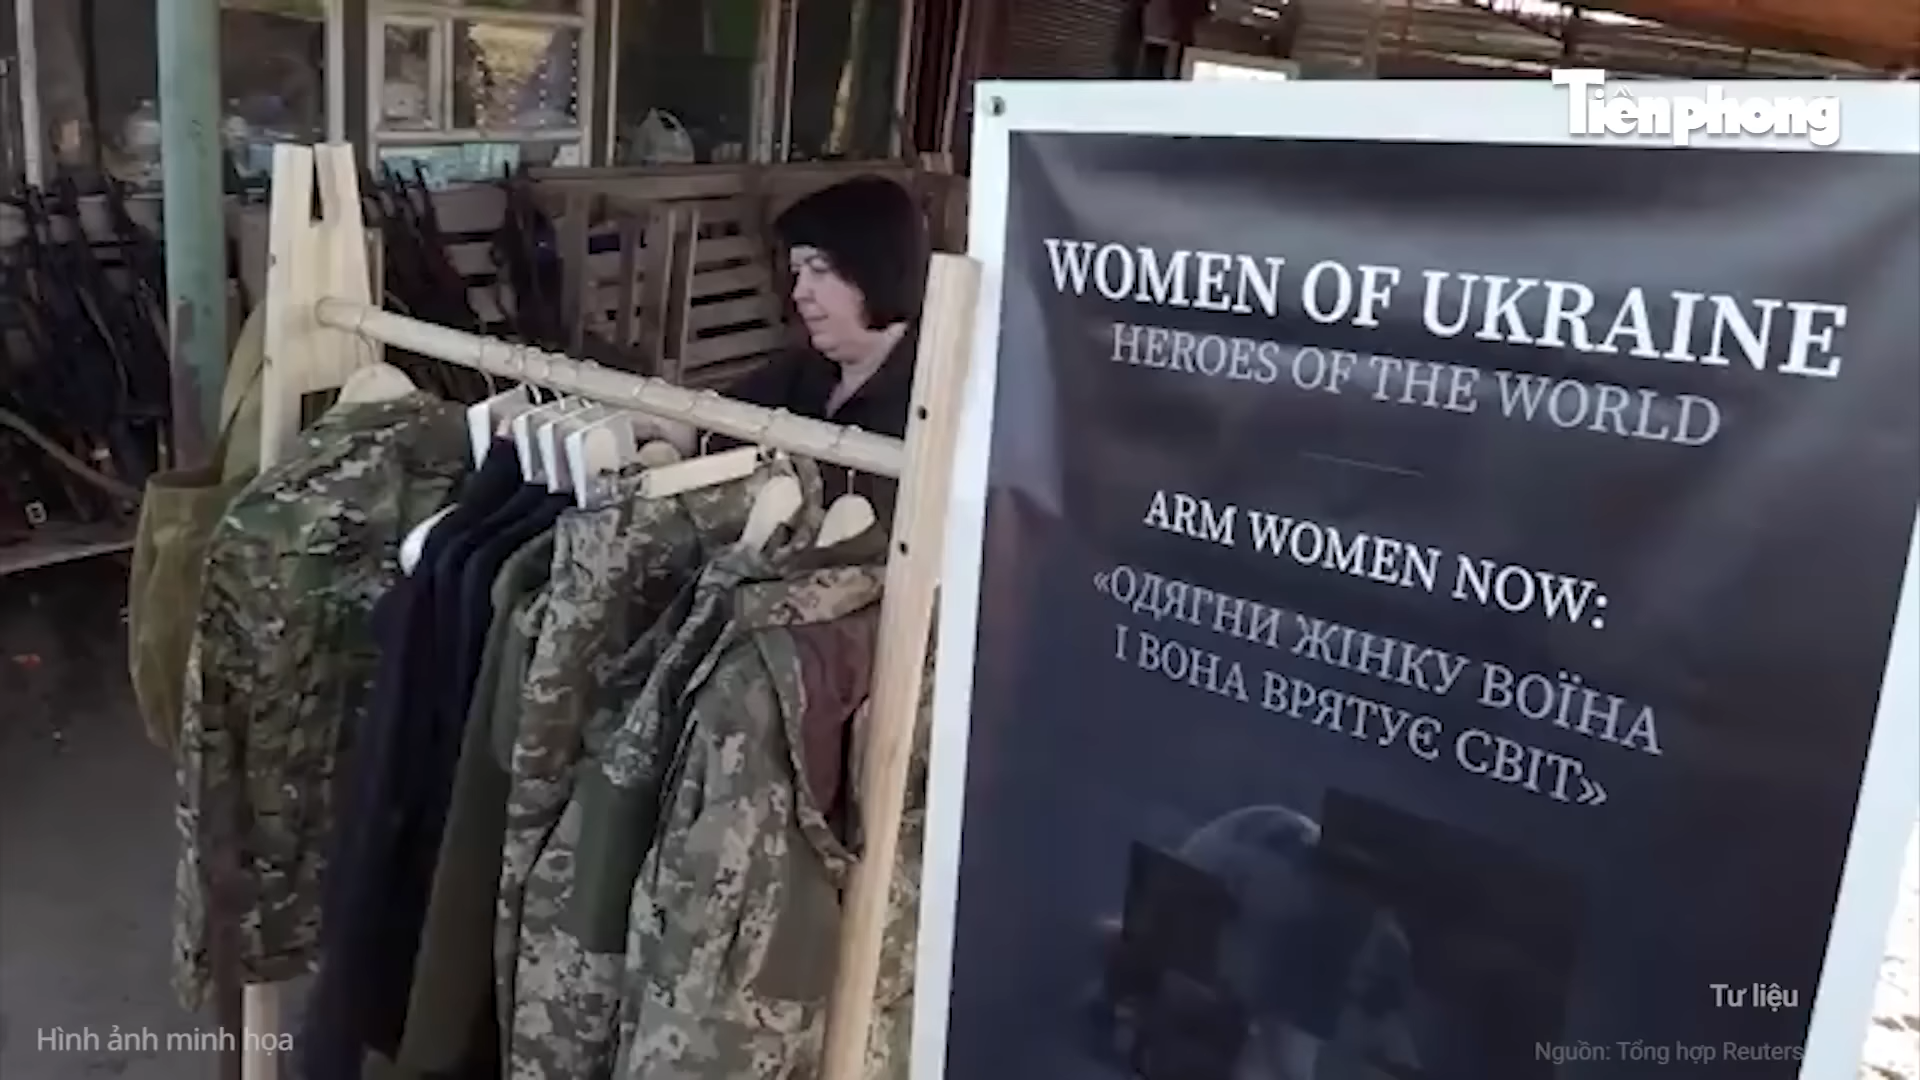 Tiền phong
WOMEN OF UKRAINE
HEROES OF THE WORLD
ARM WOMEN NOW:
«ОДЯГНИ ЖІНКУ ВОЇНА
І ВОНА ВРЯТУЄ СВІТ»
Tư liệu
Hình ảnh minh họa
Nguồn: Tổng hợp Reuters